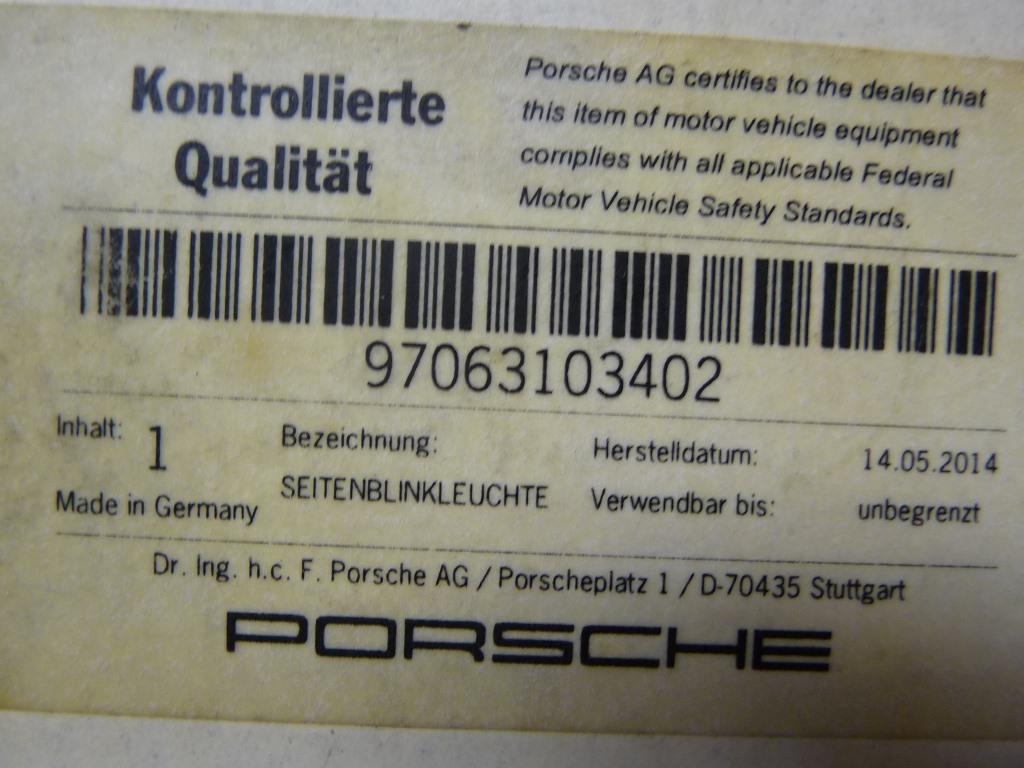 Kontrollierte
Qualität
Porsche AG certifies to the dealer that
this item of motor vehicle equipment
complies with all applicable Federal
Motor Vehicle Safety Standards.
97063103402
Inhalt: 1
Made in Germany
Bezeichnung:
SEITENBLINKLEUCHTE
Herstelldatum: 14.05.2014
Verwendbar bis: unbegrenzt
Dr. Ing. h.c. F. Porsche AG / Porscheplatz 1 / D-70435 Stuttgart
PORSCHE